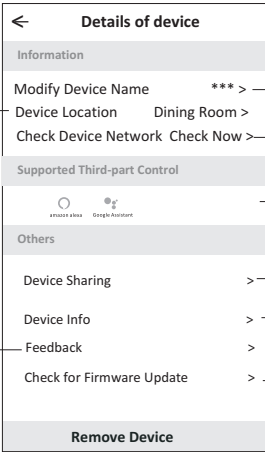 ← Details of device
Information
Modify Device Name *** >
Device Location Dining Room >
Check Device Network Check Now >
Supported Third-part Control
amazon alexa Google Assistant
Others
Device Sharing >
Device Info >
Feedback >
Check for Firmware Update >
Remove Device